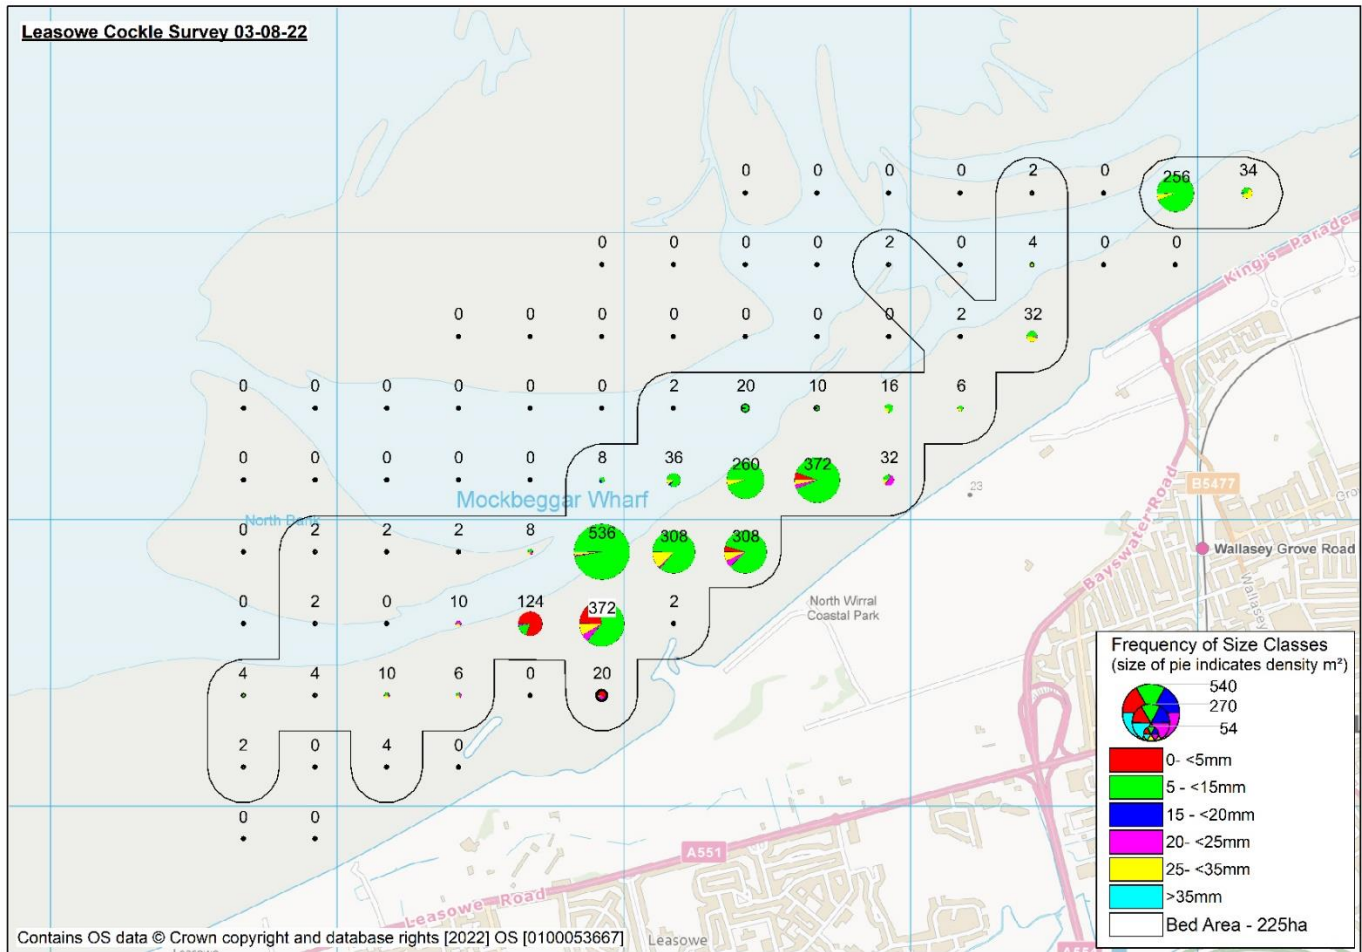 Leasowe Cockle Survey 03-08-22
0 0 0 0 2 0 256 34
0 0 0 0 2 0 4 0 0
King's Parade
0 0 0 0 0 0 0 2 32
0 0 0 0 0 0 2 20 10 16 6
0 0 0 0 0 8 36 260 372 32
23
B5477
Mockbeggar Wharf
North Bank
0 2 2 2 8 536 308 308
Bayswater Road
Wallasey Grove Road
Wallasey
0 2 0 10 124 372 2
North Wirral
Coastal Park
4 4 10 6 0 20
2 0 4 0
0 0
A551
Leasowe Road
Leasowe
Frequency of Size Classes
(size of pie indicates density m²)
540
270
54
0- <5mm
5 - <15mm
15 - <20mm
20- <25mm
25- <35mm
>35mm
Bed Area - 225ha
Contains OS data © Crown copyright and database rights [2022] OS [0100053667]